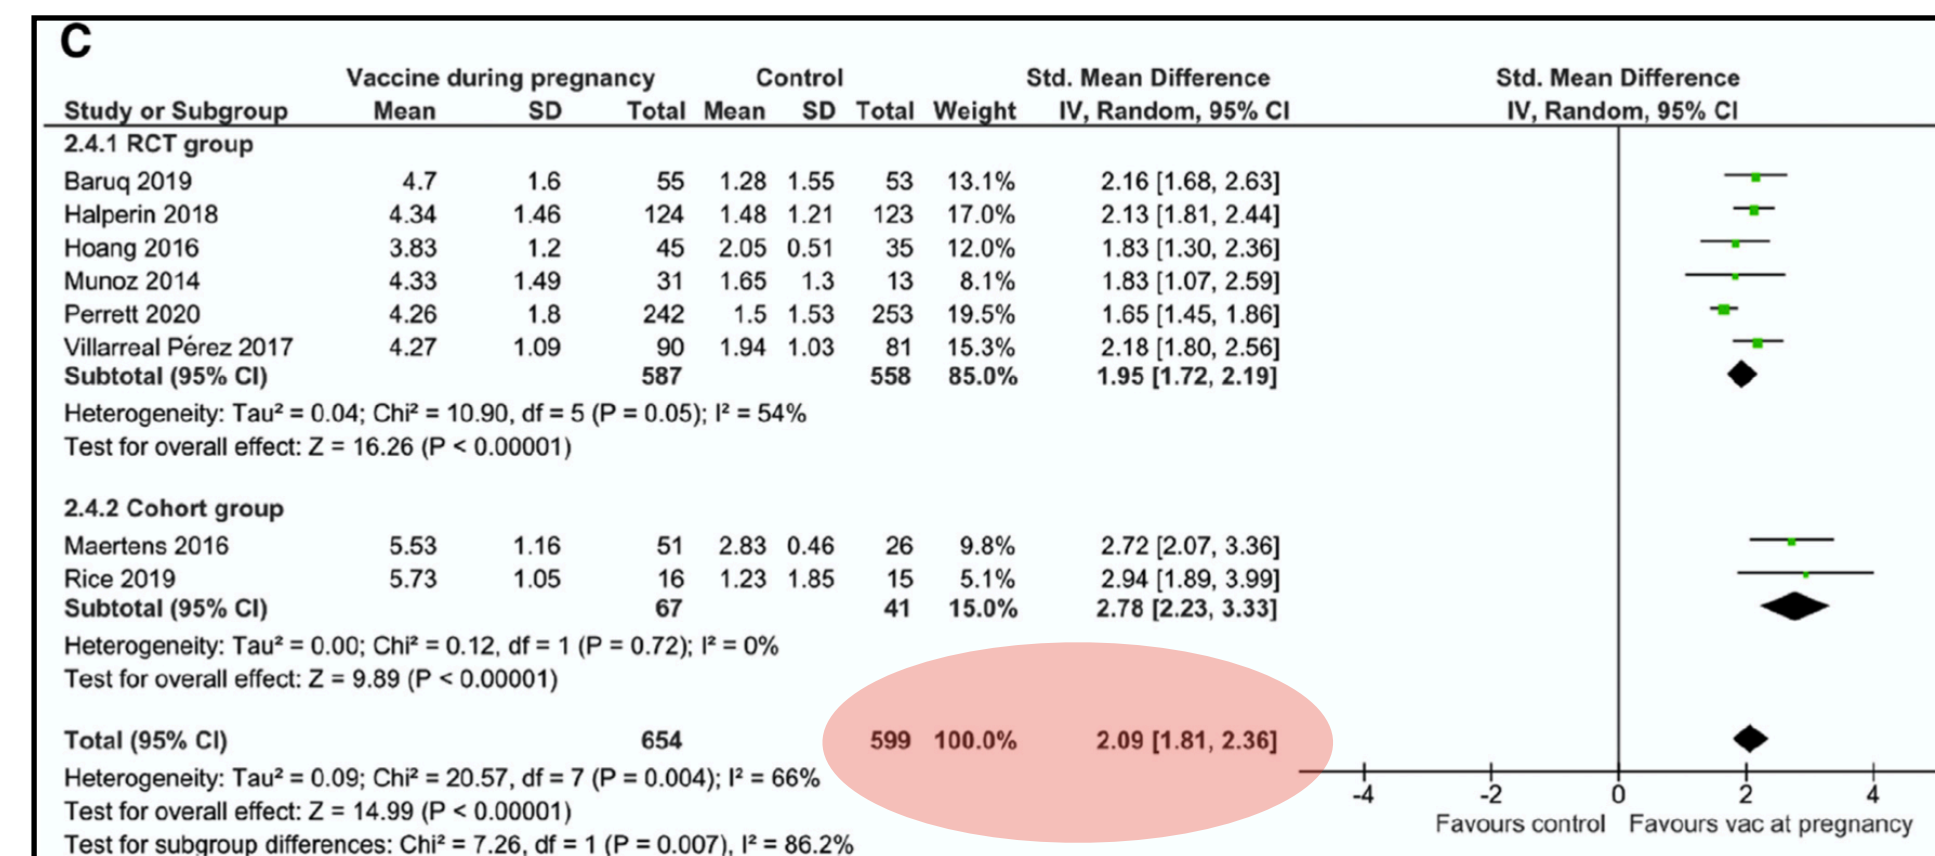 C
Vaccine during pregnancy Control Std. Mean Difference Std. Mean Difference
Study or Subgroup Mean SD Total Mean SD Total Weight IV, Random, 95% CI IV, Random, 95% CI
2.4.1 RCT group
Baruq 2019 4.7 1.6 55 1.28 1.55 53 13.1% 2.16 [1.68, 2.63]
Halperin 2018 4.34 1.46 124 1.48 1.21 123 17.0% 2.13 [1.81, 2.44]
Hoang 2016 3.83 1.2 45 2.05 0.51 35 12.0% 1.83 [1.30, 2.36]
Munoz 2014 4.33 1.49 31 1.65 1.3 13 8.1% 1.83 [1.07, 2.59]
Perrett 2020 4.26 1.8 242 1.5 1.53 253 19.5% 1.65 [1.45, 1.86]
Villarreal Pérez 2017 4.27 1.09 90 1.94 1.03 81 15.3% 2.18 [1.80, 2.56]
Subtotal (95% CI) 587 558 85.0% 1.95 [1.72, 2.19]
Heterogeneity: Tau² = 0.04; Chi² = 10.90, df = 5 (P = 0.05); I² = 54%
Test for overall effect: Z = 16.26 (P < 0.00001)
2.4.2 Cohort group
Maertens 2016 5.53 1.16 51 2.83 0.46 26 9.8% 2.72 [2.07, 3.36]
Rice 2019 5.73 1.05 16 1.23 1.85 15 5.1% 2.94 [1.89, 3.99]
Subtotal (95% CI) 67 41 15.0% 2.78 [2.23, 3.33]
Heterogeneity: Tau² = 0.00; Chi² = 0.12, df = 1 (P = 0.72); I² = 0%
Test for overall effect: Z = 9.89 (P < 0.00001)
Total (95% CI) 654 599 100.0% 2.09 [1.81, 2.36]
Heterogeneity: Tau² = 0.09; Chi² = 20.57, df = 7 (P = 0.004); I² = 66%
Test for overall effect: Z = 14.99 (P < 0.00001)
Test for subgroup differences: Chi² = 7.26, df = 1 (P = 0.007), I² = 86.2%
-4 -2 0 2 4
Favours control Favours vac at pregnancy